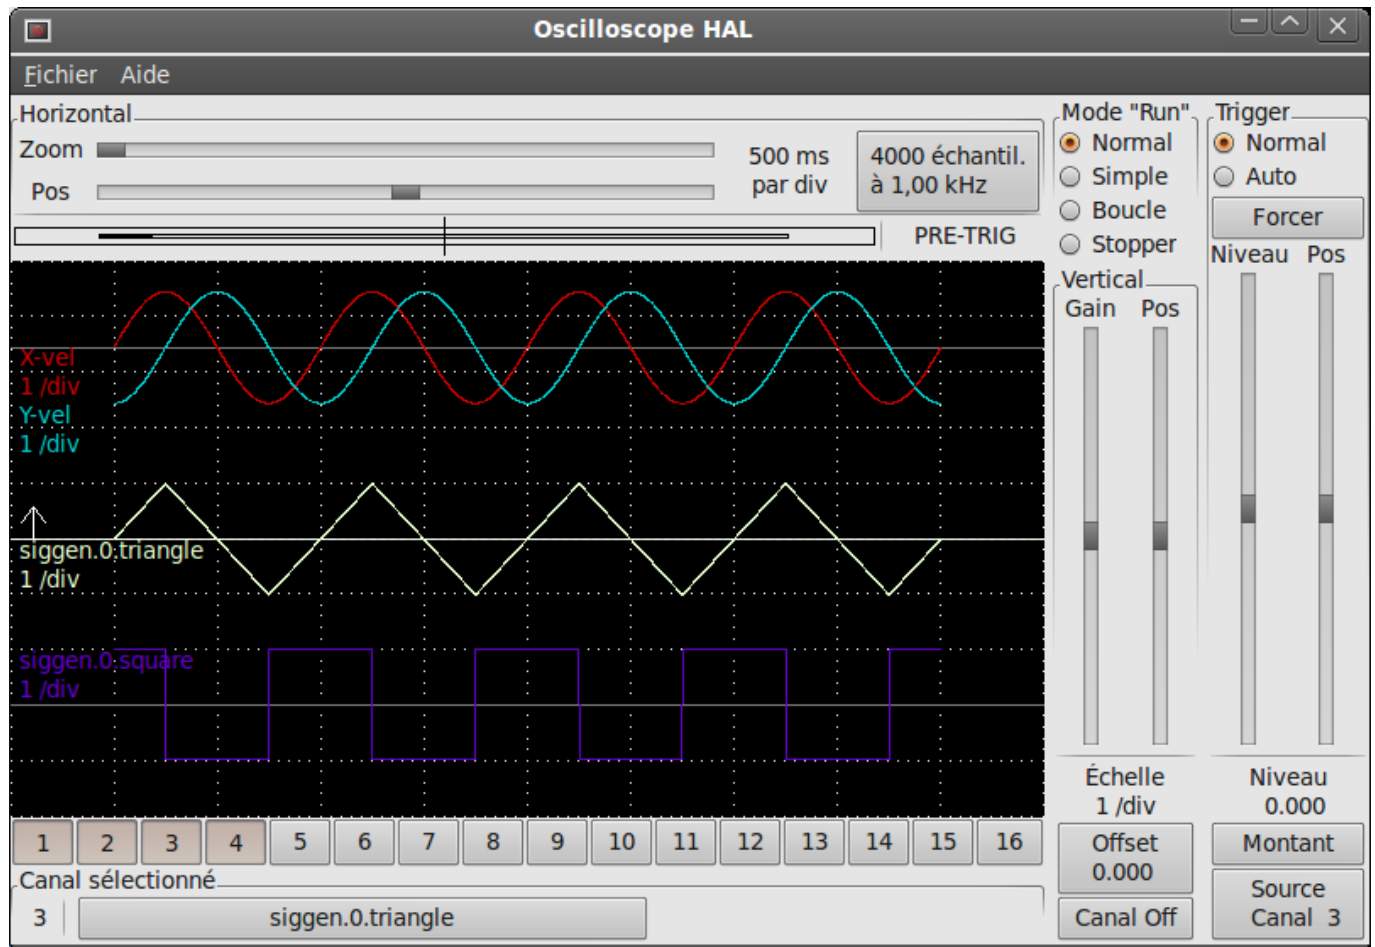 Oscilloscope HAL
Fichier Aide
Horizontal
Zoom
Pos
500 ms
par div
4000 échantil.
à 1,00 kHz
PRE-TRIG
Mode "Run"
Normal
Simple
Boucle
Stopper
Trigger
Normal
Auto
Forcer
Niveau Pos
Vertical
Gain Pos
X-vel
1 /div
Y-vel
1 /div
siggen.0.triangle
1 /div
siggen.0.square
1 /div
Échelle
1 /div
Offset
0.000
Canal Off
Niveau
0.000
Montant
Source
Canal 3
1 2 3 4 5 6 7 8 9 10 11 12 13 14 15 16
Canal sélectionné
3 siggen.0.triangle